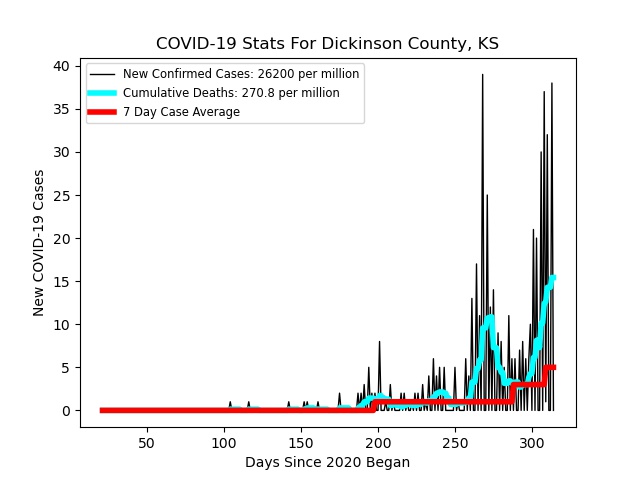 COVID-19 Stats For Dickinson County, KS
New Confirmed Cases: 26200 per million
Cumulative Deaths: 270.8 per million
7 Day Case Average
New COVID-19 Cases
40
35
30
25
20
15
10
5
0
50 100 150 200 250 300
Days Since 2020 Began